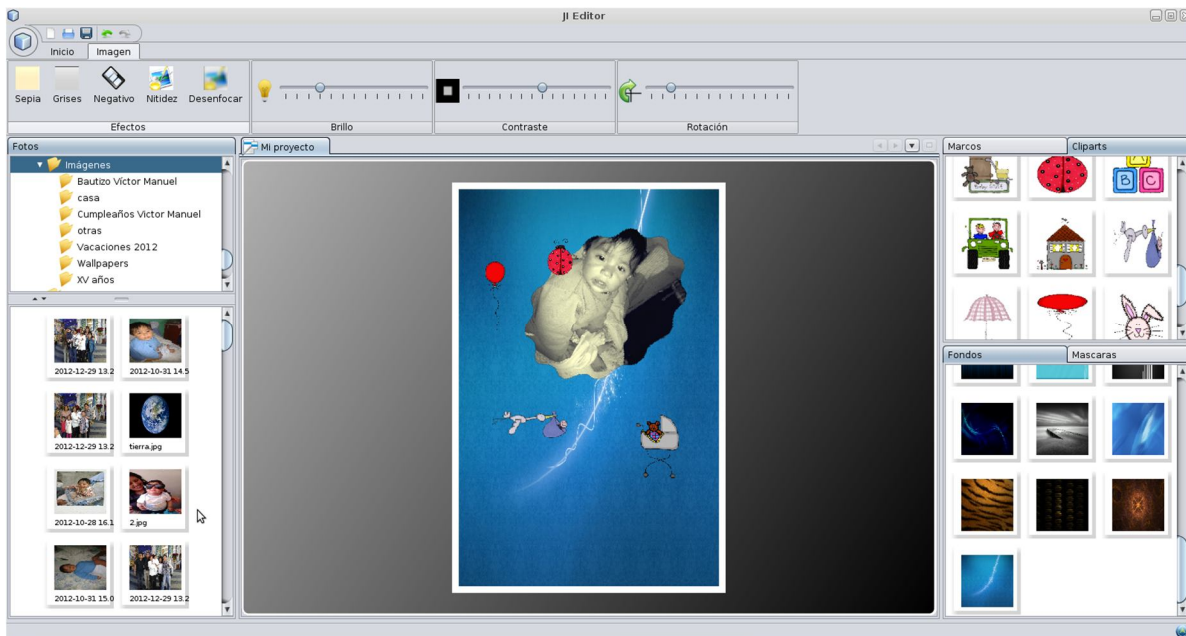 JI Editor
Inicio Imagen
Sepia Grises Negativo Nitidez Desenfocar
Efectos Brillo Contraste Rotación
Fotos
Imágenes
Bautizo Víctor Manuel
casa
Cumpleaños Victor Manuel
otras
Vacaciones 2012
Wallpapers
XV años
2012-12-29 13.2 2012-10-31 14.5
2012-12-29 13.2 tierra.jpg
2012-10-28 16.1 2.jpg
2012-10-31 15.0 2012-12-29 13.2
Mi proyecto
Marcos Cliparts
A
B C
Fondos Mascaras